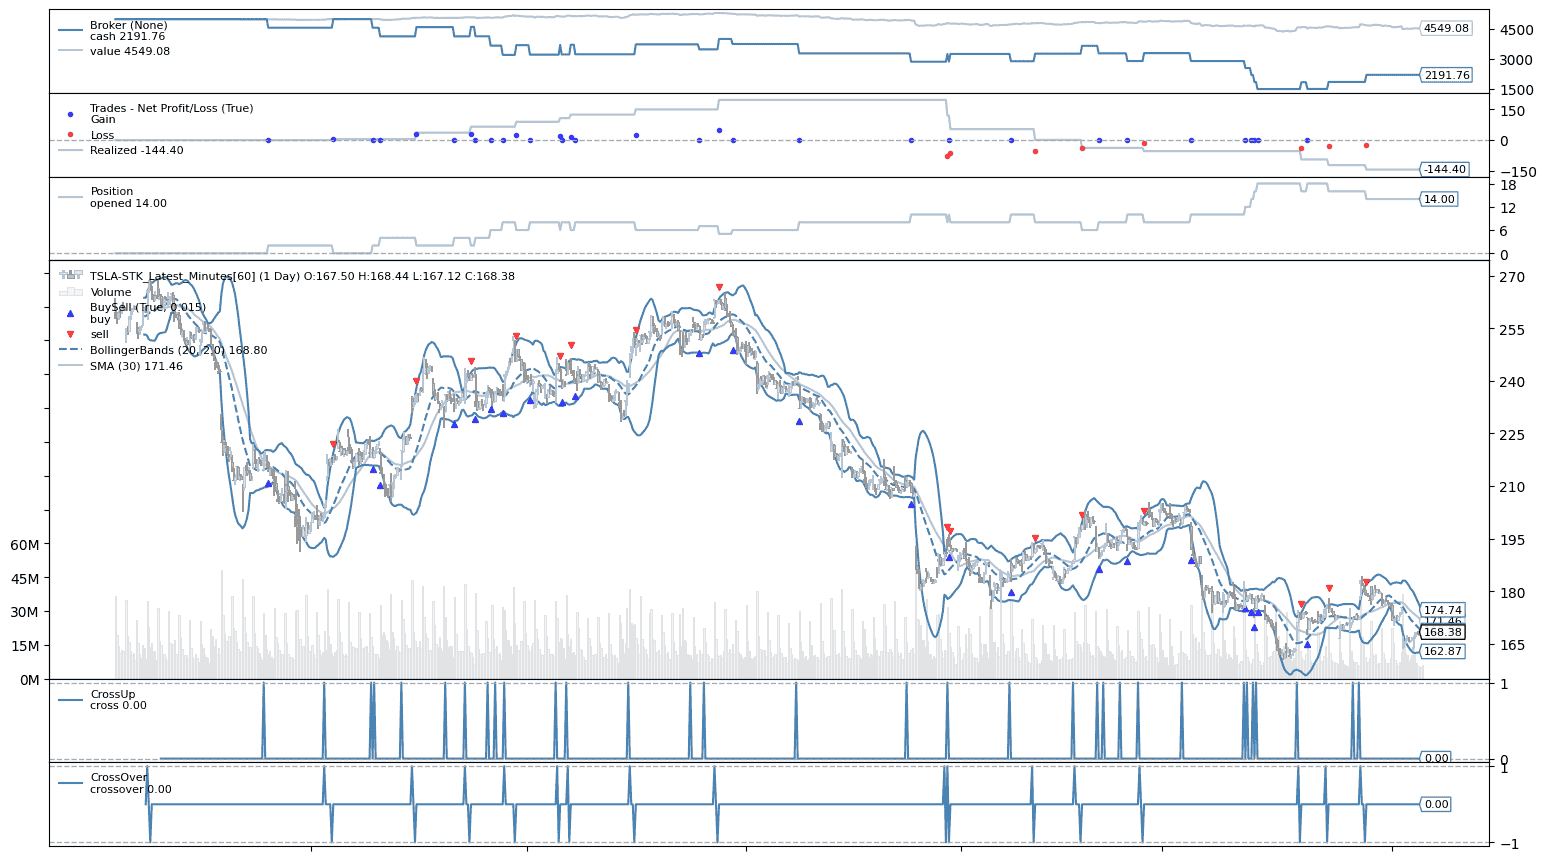 Broker (None)
cash 2191.76
value 4549.08
4549.08
2191.76
4500
3000
1500
Trades - Net Profit/Loss (True)
Gain
Loss
Realized -144.40
-144.40
150
0
−150
Position
opened 14.00
14.00
18
12
6
0
TSLA-STK_Latest_Minutes[60] (1 Day) O:167.50 H:168.44 L:167.12 C:168.38
Volume
BuySell (True, 0.015)
buy
sell
BollingerBands (20, 2.0) 168.80
SMA (30) 171.46
270
255
240
225
210
195
180
165
60M
45M
30M
15M
0M
174.74
171.46
168.38
162.87
CrossUp
cross 0.00
1
0
0.00
CrossOver
crossover 0.00
1
0.00
−1